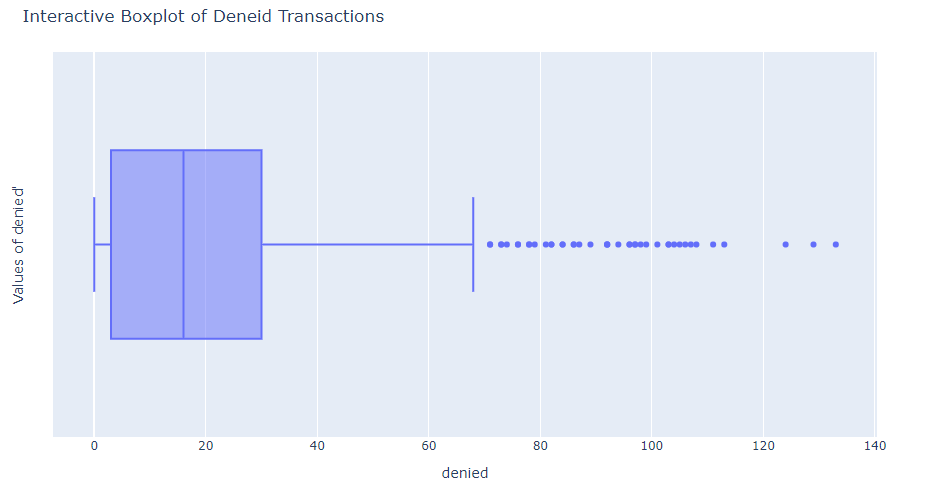 Interactive Boxplot of Deneid Transactions
Values of denied'
0 20 40 60 80 100 120 140
denied